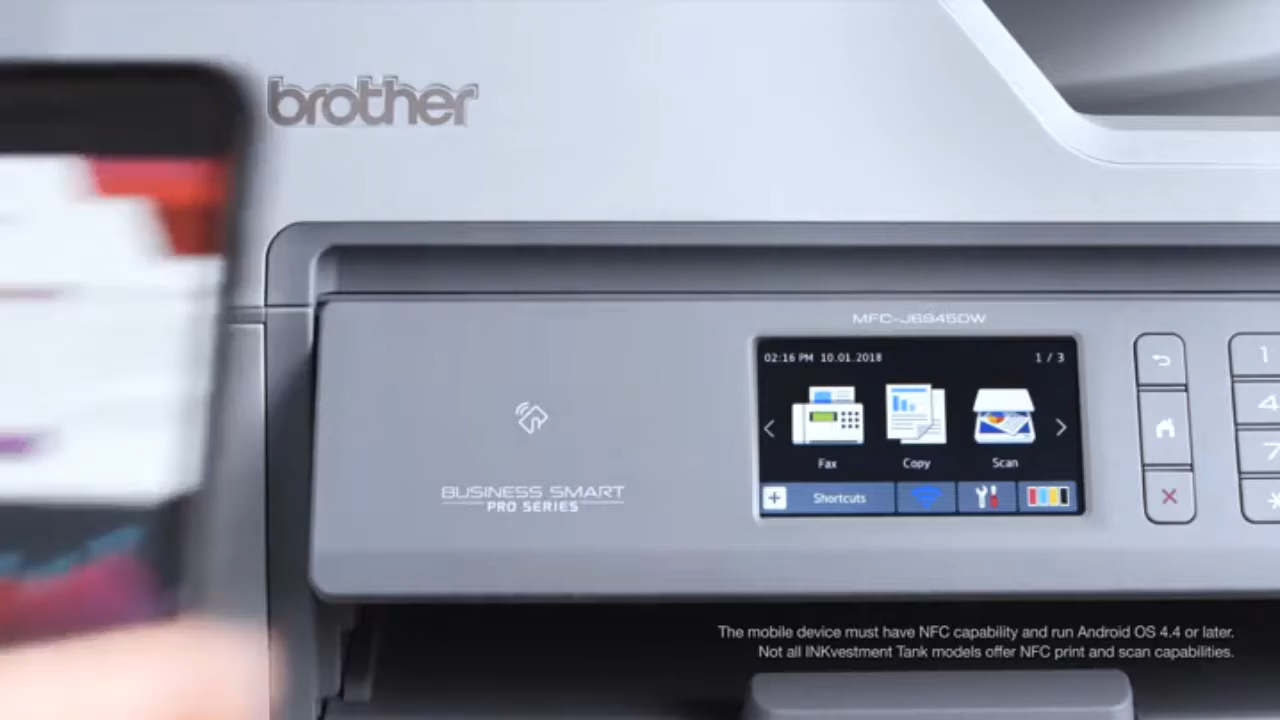 brother
MFC-J6945DW
02:16 PM 10.01.2018
1 / 3
Fax
Copy
Scan
Shortcuts
BUSINESS SMART
PRO SERIES
1
4
7
*
The mobile device must have NFC capability and run Android OS 4.4 or later.
Not all INKvestment Tank models offer NFC print and scan capabilities.